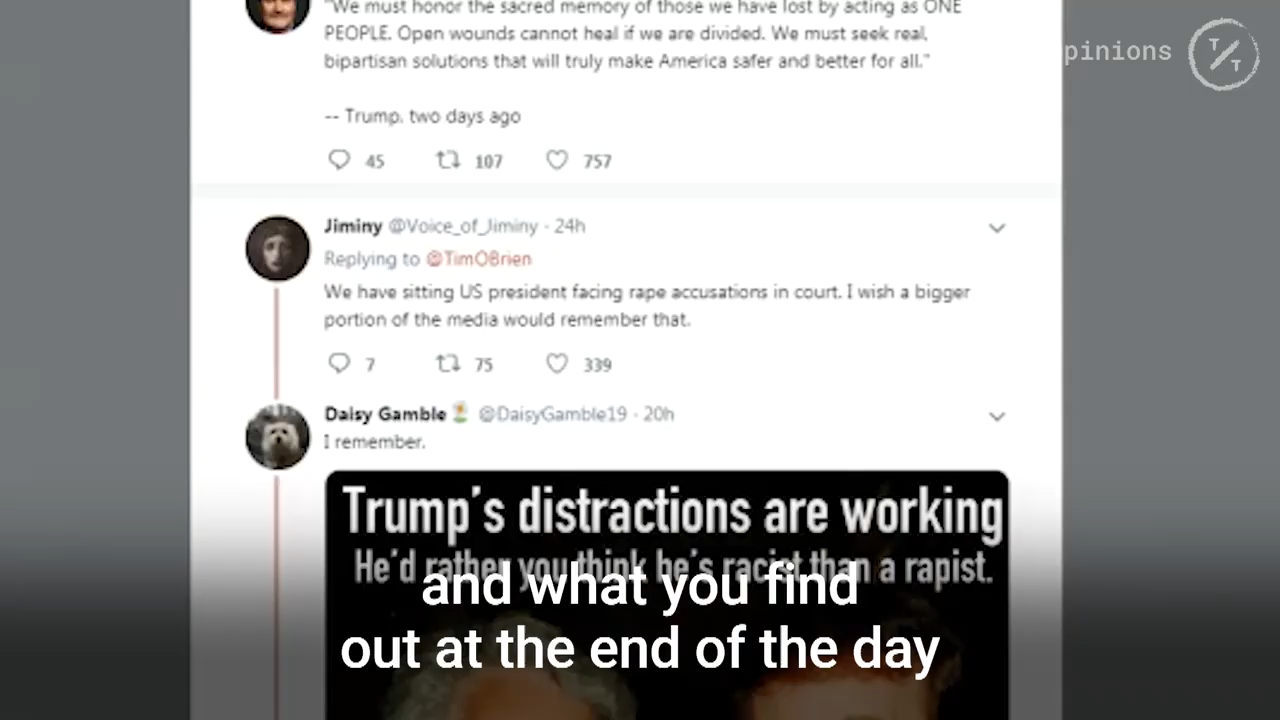 "We must honor the sacred memory of those we have lost by acting as ONE
PEOPLE. Open wounds cannot heal if we are divided. We must seek real,
bipartisan solutions that will truly make America safer and better for all."
-- Trump, two days ago
45 107 757
pinions
T/T
Jiminy @Voice_of_Jiminy · 24h
Replying to @TimOBrien
We have sitting US president facing rape accusations in court. I wish a bigger
portion of the media would remember that.
7 75 339
Daisy Gamble @DaisyGamble19 · 20h
I remember.
Trump's distractions are working
He'd rather you think he's racist than a rapist.
and what you find
out at the end of the day